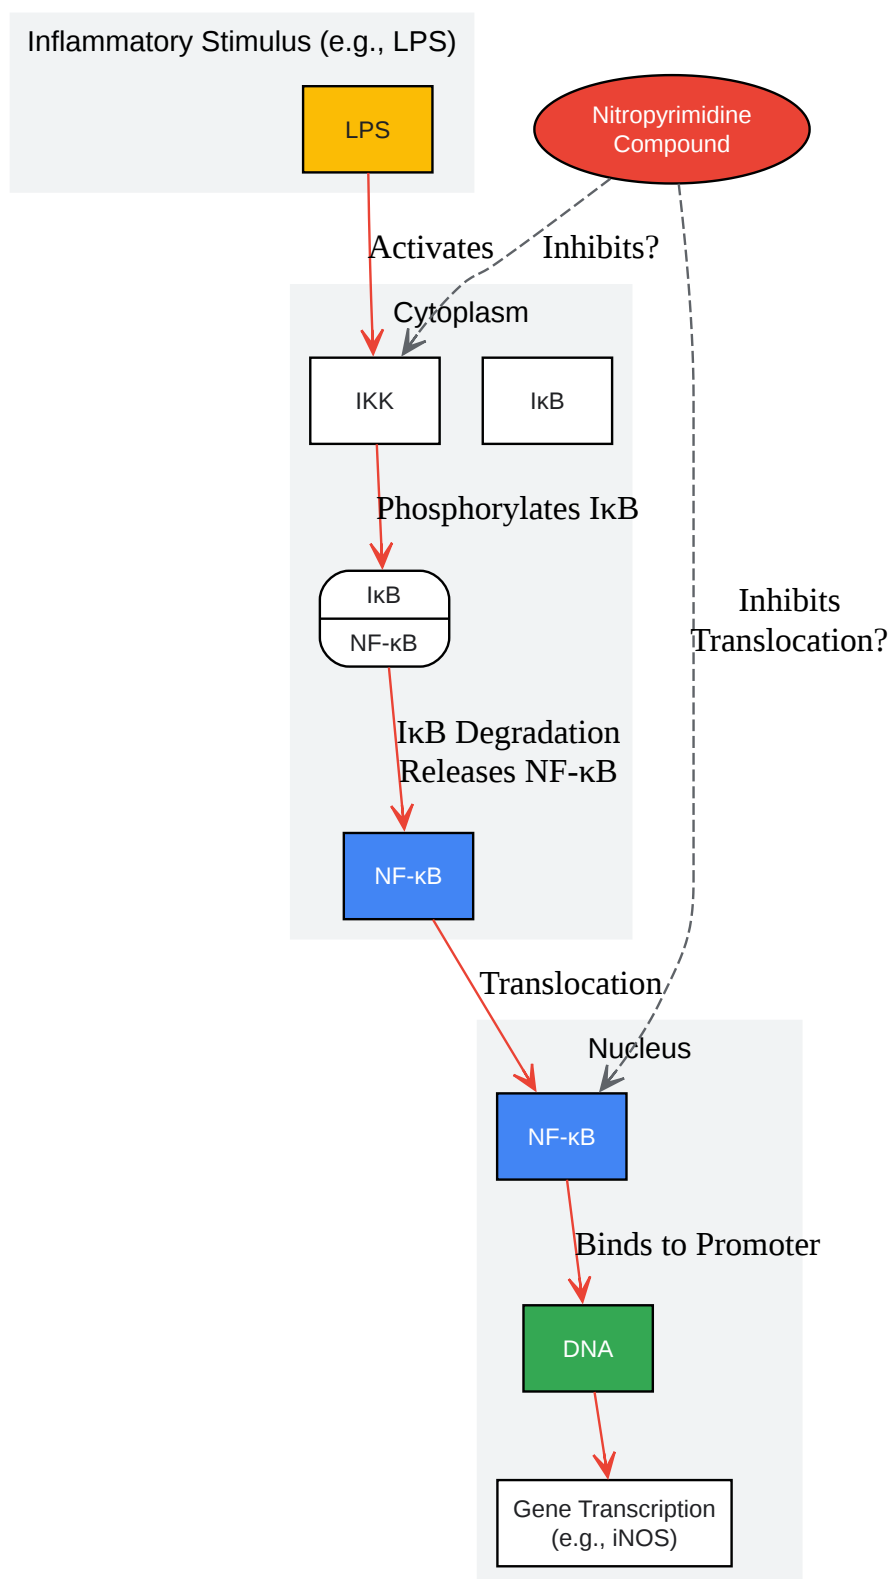 Inflammatory Stimulus (e.g., LPS)
LPS
Nitropyrimidine
Compound
Activates
Inhibits?
Cytoplasm
IKK
IκB
Phosphorylates IκB
IκB
NF-κB
Inhibits
Translocation?
IκB Degradation
Releases NF-κB
NF-κB
Translocation
Nucleus
NF-κB
Binds to Promoter
DNA
Gene Transcription
(e.g., iNOS)